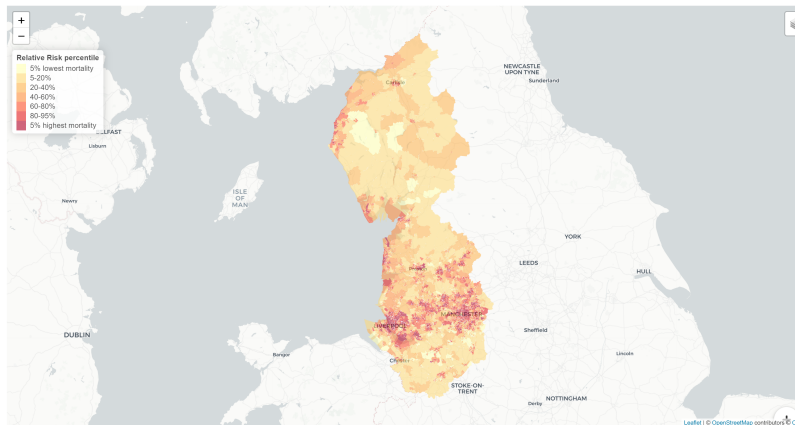 +
−
Relative Risk percentile
5% lowest mortality
5-20%
20-40%
40-60%
60-80%
80-95%
5% highest mortality
NEWCASTLE
UPON TYNE
Sunderland
Carlisle
BELFAST
Lisburn
Newry
ISLE
OF
MAN
YORK
LEEDS
HULL
Preston
MANCHESTER
LIVERPOOL
DUBLIN
Sheffield
Bangor
Lincoln
Chester
STOKE-ON-
TRENT
Derby
NOTTINGHAM
Leaflet | © OpenStreetMap contributors © C